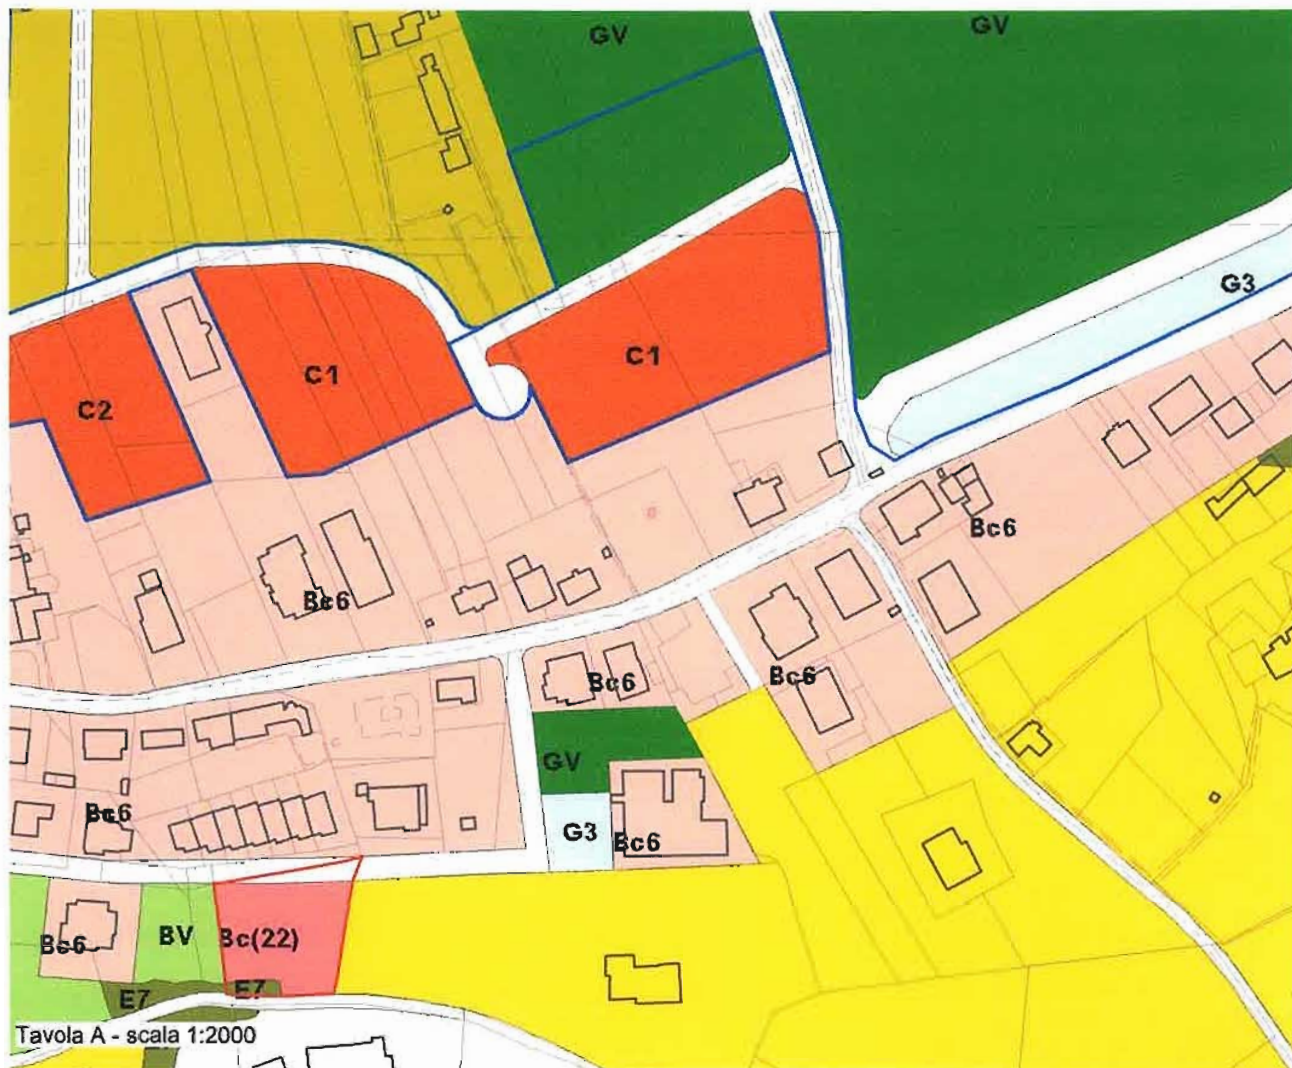 GV
GV
G3
C1
C1
C2
Bc6
Bc6
Bc6
Bc6
GV
Bc6
G3
Bc6
BV
Bc(22)
Bc6
E7
E7
Tavola A - scala 1:2000